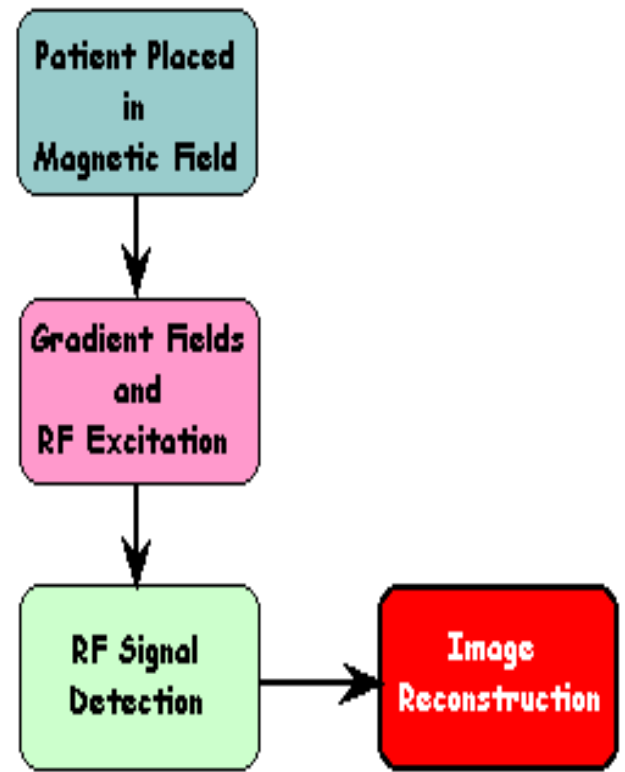 Patient Placed
in
Magnetic Field
Gradient Fields
and
RF Excitation
RF Signal
Detection
Image
Reconstruction